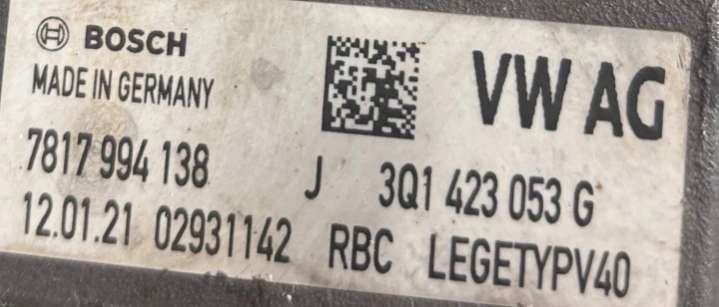 BOSCH
VW AG
MADE IN GERMANY
7817 994 138 J 3Q1 423 053 G
12.01.21 02931142 RBC LEGETYPV40